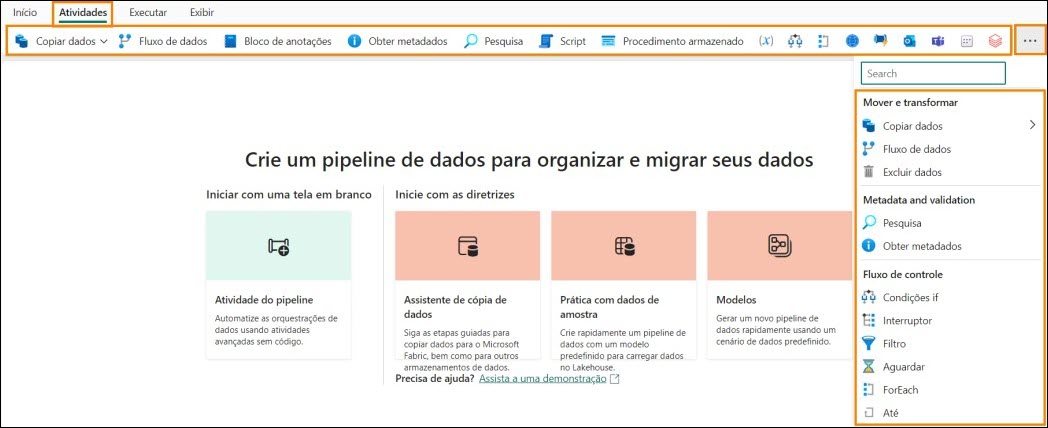 Início Atividades Executar Exibir
Copiar dados Fluxo de dados Bloco de anotações Obter metadados Pesquisa Script Procedimento armazenado (x) ...
Search
Mover e transformar
Copiar dados
Fluxo de dados
Excluir dados
Metadata and validation
Pesquisa
Obter metadados
Fluxo de controle
Condições if
Interruptor
Filtro
Aguardar
ForEach
Até
Crie um pipeline de dados para organizar e migrar seus dados
Iniciar com uma tela em branco
Atividade do pipeline
Automatize as orquestrações de
dados usando atividades
avançadas sem código.
Inicie com as diretrizes
Assistente de cópia de
dados
Siga as etapas guiadas para
copiar dados para o Microsoft
Fabric, bem como para outros
armazenamentos de dados.
Prática com dados de
amostra
Crie rapidamente um pipeline de
dados com um modelo
predefinido para carregar dados
no Lakehouse.
Modelos
Gerar um novo pipeline de
dados rapidamente usando um
cenário de dados predefinido.
Precisa de ajuda? Assista a uma demonstração